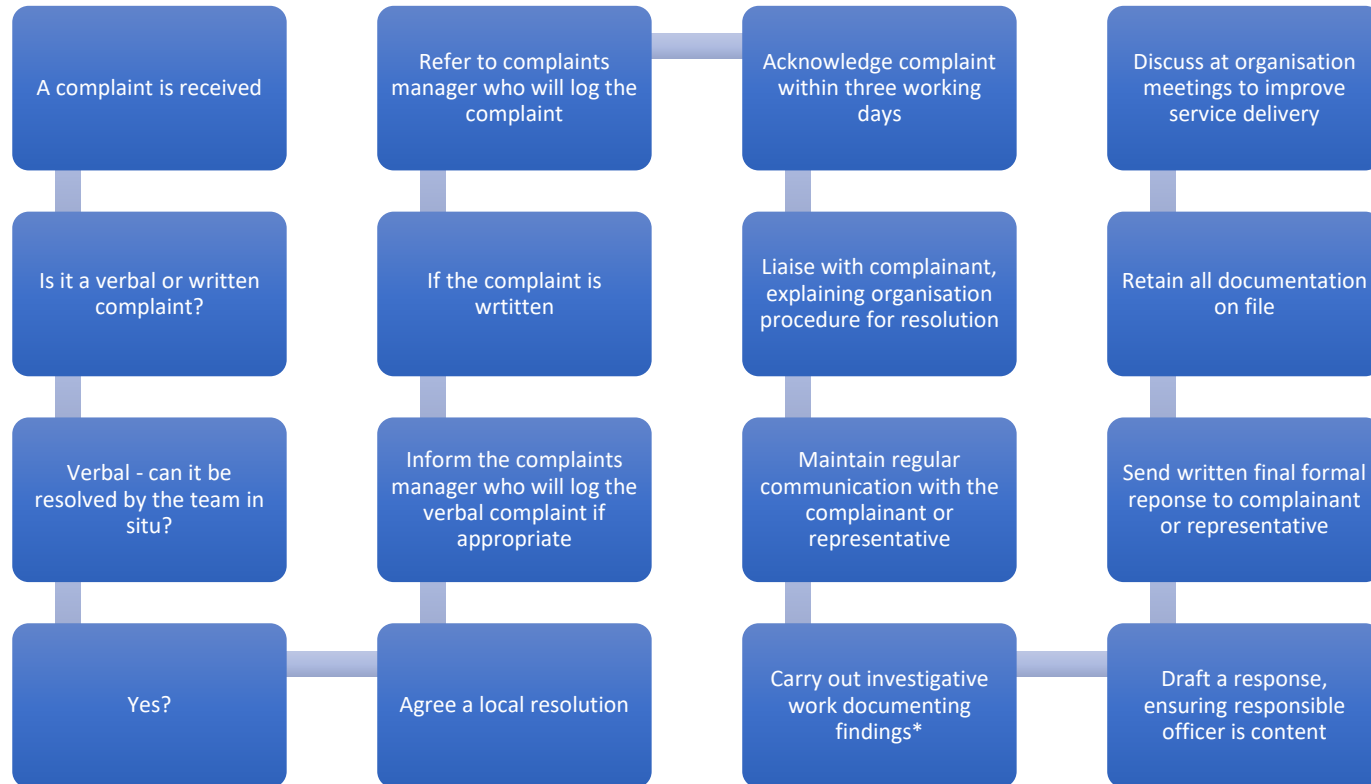 A complaint is received
Is it a verbal or written
complaint?
Verbal - can it be
resolved by the team in
situ?
Yes?
Agree a local resolution
Inform the complaints
manager who will log the
verbal complaint if
appropriate
If the complaint is
wrtitten
Refer to complaints
manager who will log the
complaint
Acknowledge complaint
within three working
days
Liaise with complainant,
explaining organisation
procedure for resolution
Maintain regular
communication with the
complainant or
representative
Carry out investigative
work documenting
findings*
Draft a response,
ensuring responsible
officer is content
Send written final formal
reponse to complainant
or representative
Retain all documentation
on file
Discuss at organisation
meetings to improve
service delivery